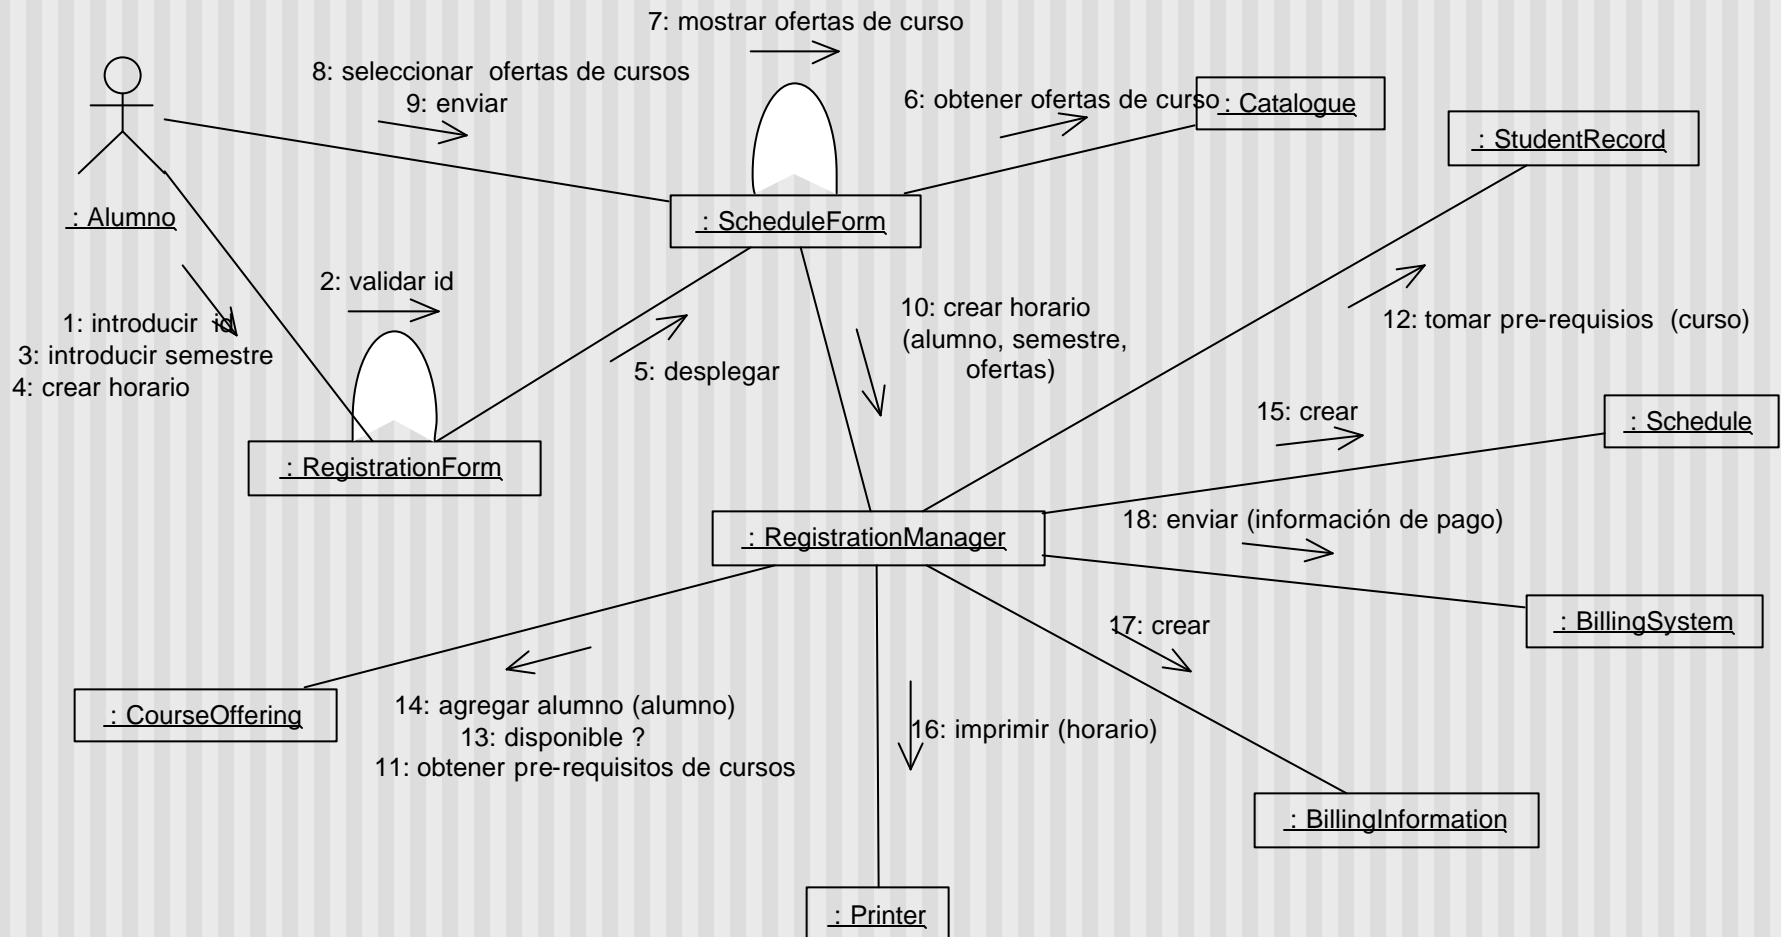 7: mostrar ofertas de curso
8: seleccionar ofertas de cursos
9: enviar
6: obtener ofertas de curso
: Catalogue
: StudentRecord
: Alumno
: ScheduleForm
2: validar id
1: introducir id
3: introducir semestre
4: crear horario
5: desplegar
10: crear horario
(alumno, semestre,
ofertas)
12: tomar pre-requisios (curso)
15: crear
: Schedule
: RegistrationForm
: RegistrationManager
18: enviar (información de pago)
: BillingSystem
17: crear
: CourseOffering
14: agregar alumno (alumno)
13: disponible ?
11: obtener pre-requisitos de cursos
16: imprimir (horario)
: BillingInformation
: Printer